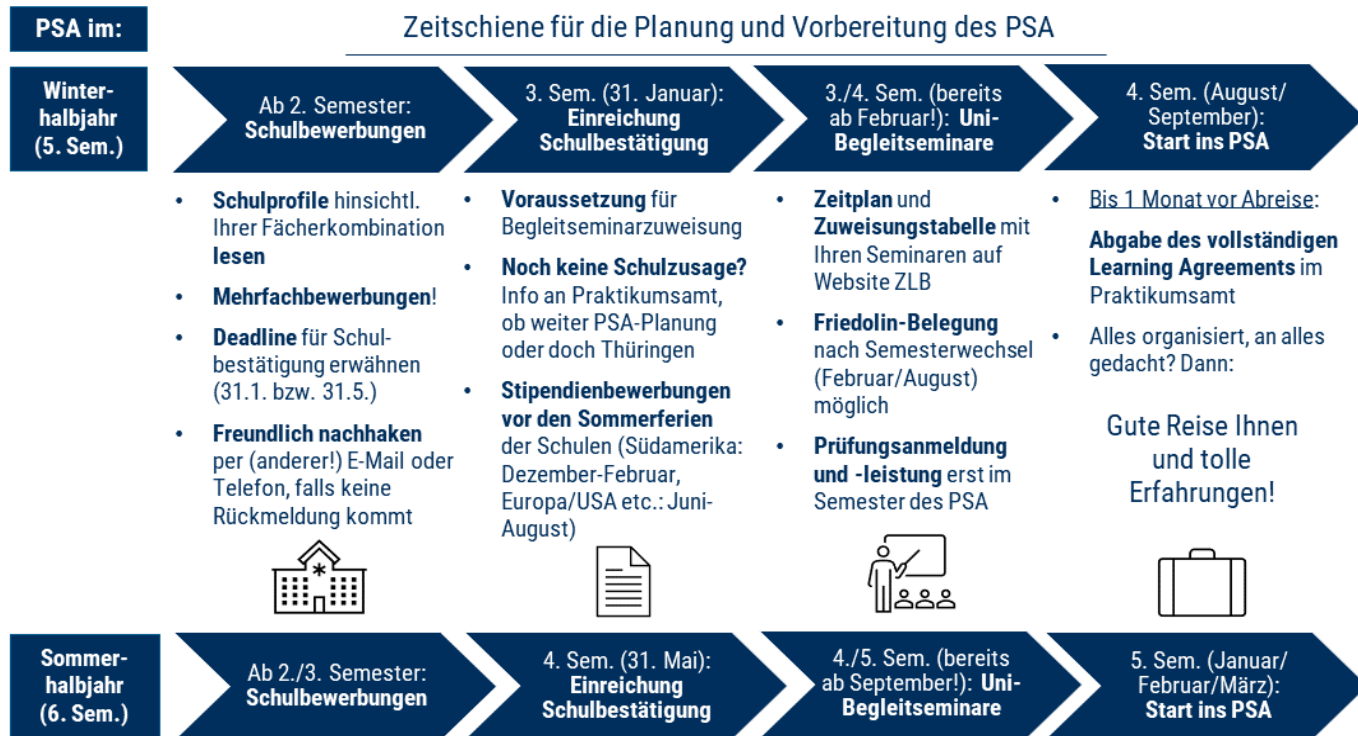 PSA im:
Zeitschiene für die Planung und Vorbereitung des PSA
Winter-
halbjahr
(5. Sem.)
Ab 2. Semester:
Schulbewerbungen
3. Sem. (31. Januar):
Einreichung
Schulbestätigung
3./4. Sem. (bereits
ab Februar!): Uni-
Begleitseminare
4. Sem. (August/
September):
Start ins PSA
• Schulprofile hinsichtl.
Ihrer Fächerkombination
lesen
• Mehrfachbewerbungen!
• Deadline für Schul-
bestätigung erwähnen
(31.1. bzw. 31.5.)
• Freundlich nachhaken
per (anderer!) E-Mail oder
Telefon, falls keine
Rückmeldung kommt
• Voraussetzung für
Begleitseminarzuweisung
• Noch keine Schulzusage?
Info an Praktikumsamt,
ob weiter PSA-Planung
oder doch Thüringen
• Stipendienbewerbungen
vor den Sommerferien
der Schulen (Südamerika:
Dezember-Februar,
Europa/USA etc.: Juni-
August)
• Zeitplan und
Zuweisungstabelle mit
Ihren Seminaren auf
Website ZLB
• Friedolin-Belegung
nach Semesterwechsel
(Februar/August)
möglich
• Prüfungsanmeldung
und -leistung erst im
Semester des PSA
• Bis 1 Monat vor Abreise:
Abgabe des vollständigen
Learning Agreements im
Praktikumsamt
• Alles organisiert, an alles
gedacht? Dann:
Gute Reise Ihnen
und tolle
Erfahrungen!
Sommer-
halbjahr
(6. Sem.)
Ab 2./3. Semester:
Schulbewerbungen
4. Sem. (31. Mai):
Einreichung
Schulbestätigung
4./5. Sem. (bereits
ab September!): Uni-
Begleitseminare
5. Sem. (Januar/
Februar/März):
Start ins PSA